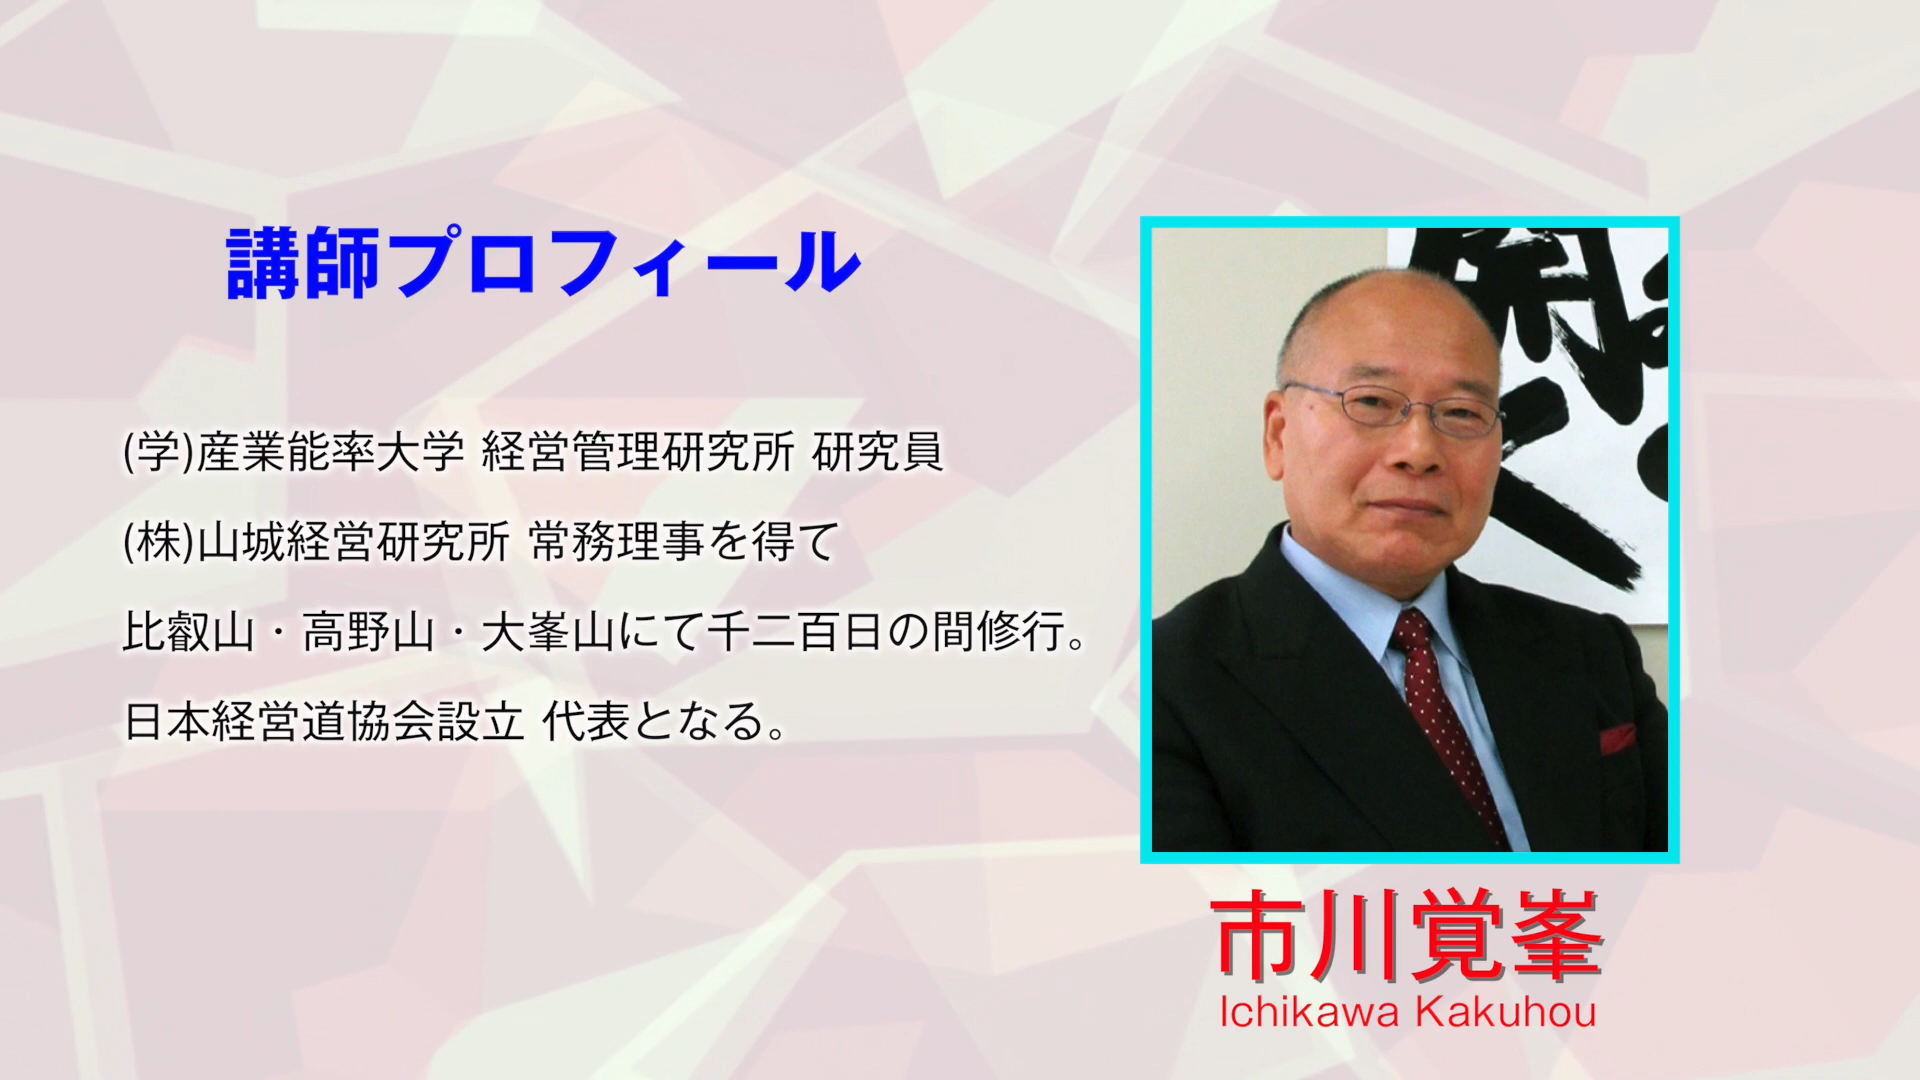 講師プロフィール
(学)産業能率大学 経営管理研究所 研究員
(株)山城経営研究所 常務理事を得て
比叡山・高野山・大峯山にて千二百日の間修行。
日本経営道協会設立 代表となる。
開
く
市川覚峯
Ichikawa Kakuhou